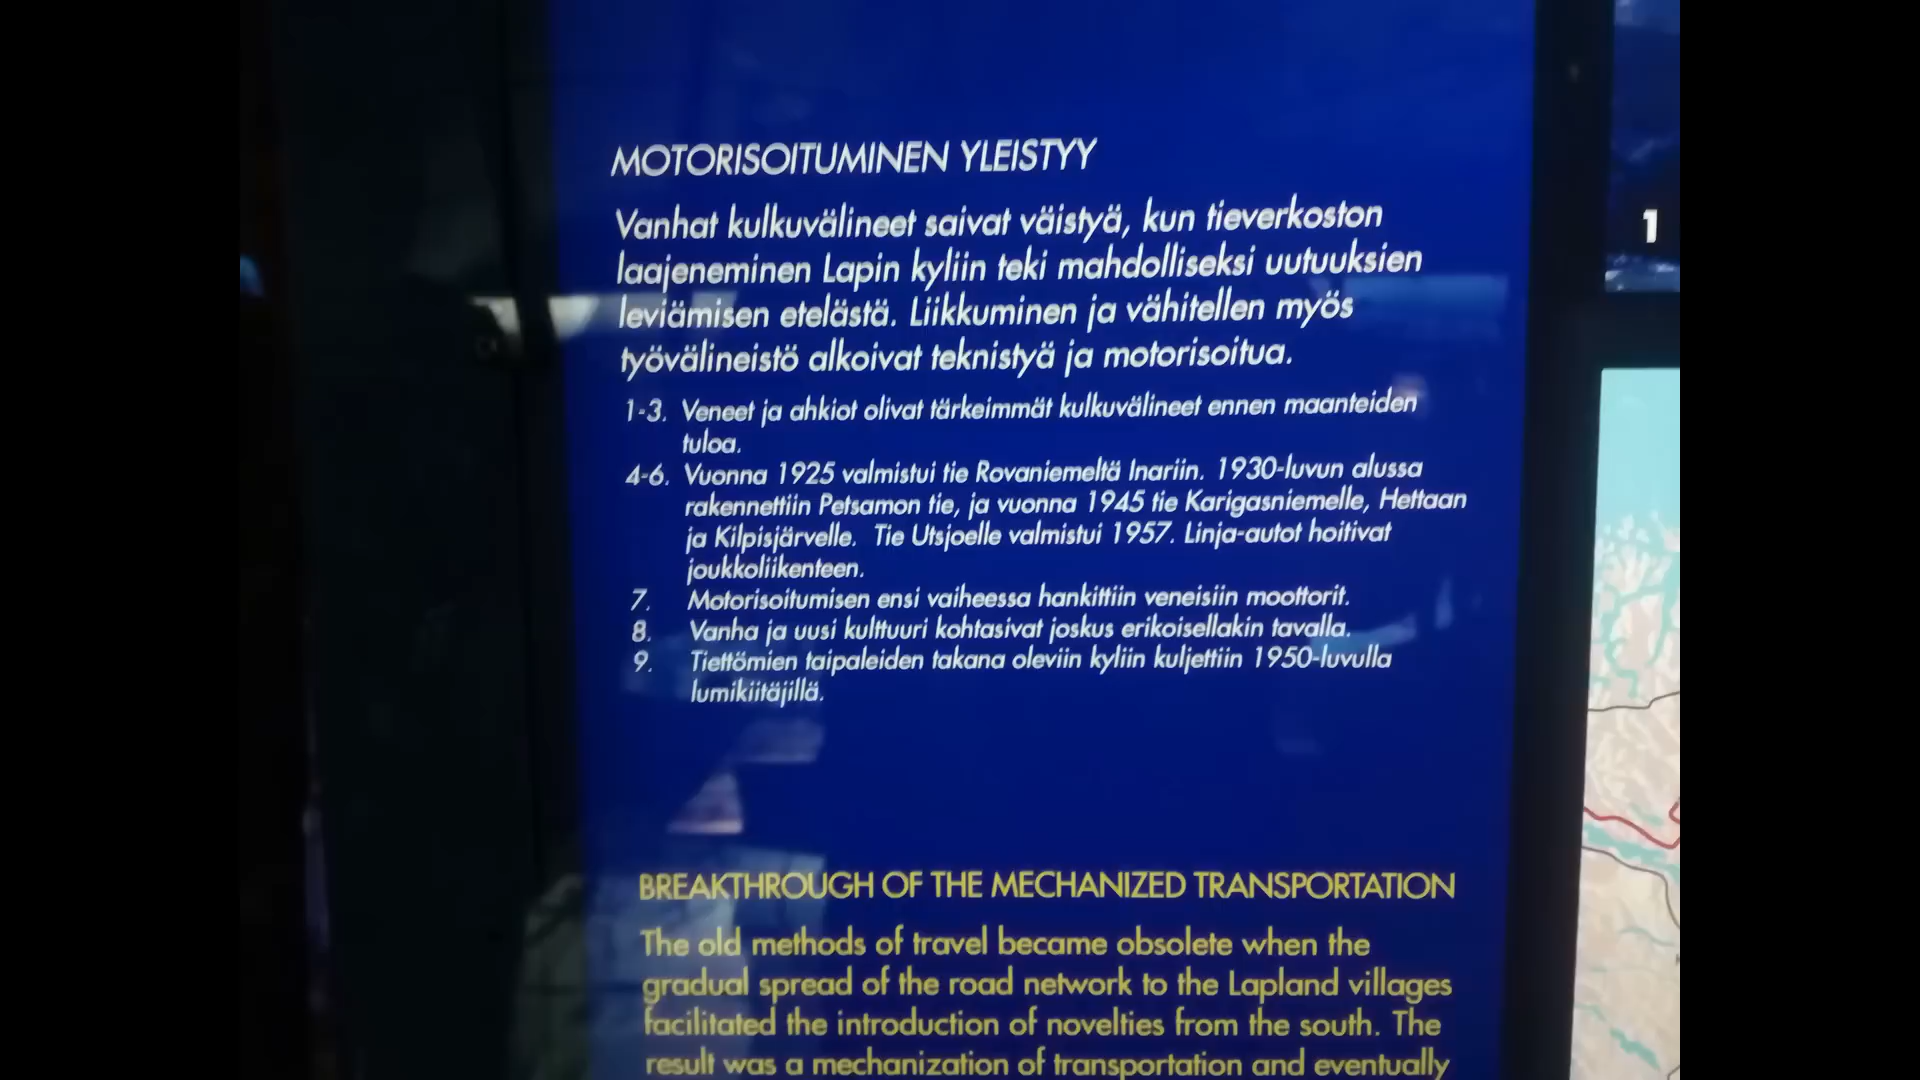 MOTORISOITUMINEN YLEISTYY
Vanhat kulkuvälineet saivat väistyä, kun tieverkoston
laajeneminen Lapin kyliin teki mahdolliseksi uutuuksien
leviämisen etelästä. Liikkuminen ja vähitellen myös
työvälineistö alkoivat teknistyä ja motorisoitua.
1-3. Veneet ja ahkiot olivat tärkeimmät kulkuvälineet ennen maanteiden
tuloa.
4-6. Vuonna 1925 valmistui tie Rovaniemeltä Inariin. 1930-luvun alussa
rakennettiin Petsamon tie, ja vuonna 1945 tie Karigasniemelle, Hettaan
ja Kilpisjärvelle. Tie Utsjoelle valmistui 1957. Linja-autot hoitivat
joukkoliikenteen.
7. Motorisoitumisen ensi vaiheessa hankittiin veneisiin moottorit.
8. Vanha ja uusi kulttuuri kohtasivat joskus erikoisellakin tavalla.
9. Tiettömien taipaleiden takana oleviin kyliin kuljettiin 1950-luvulla
lumikiitäjillä.
BREAKTHROUGH OF THE MECHANIZED TRANSPORTATION
The old methods of travel became obsolete when the
gradual spread of the road network to the Lapland villages
facilitated the introduction of novelties from the south. The
result was a mechanization of transportation and eventually
1